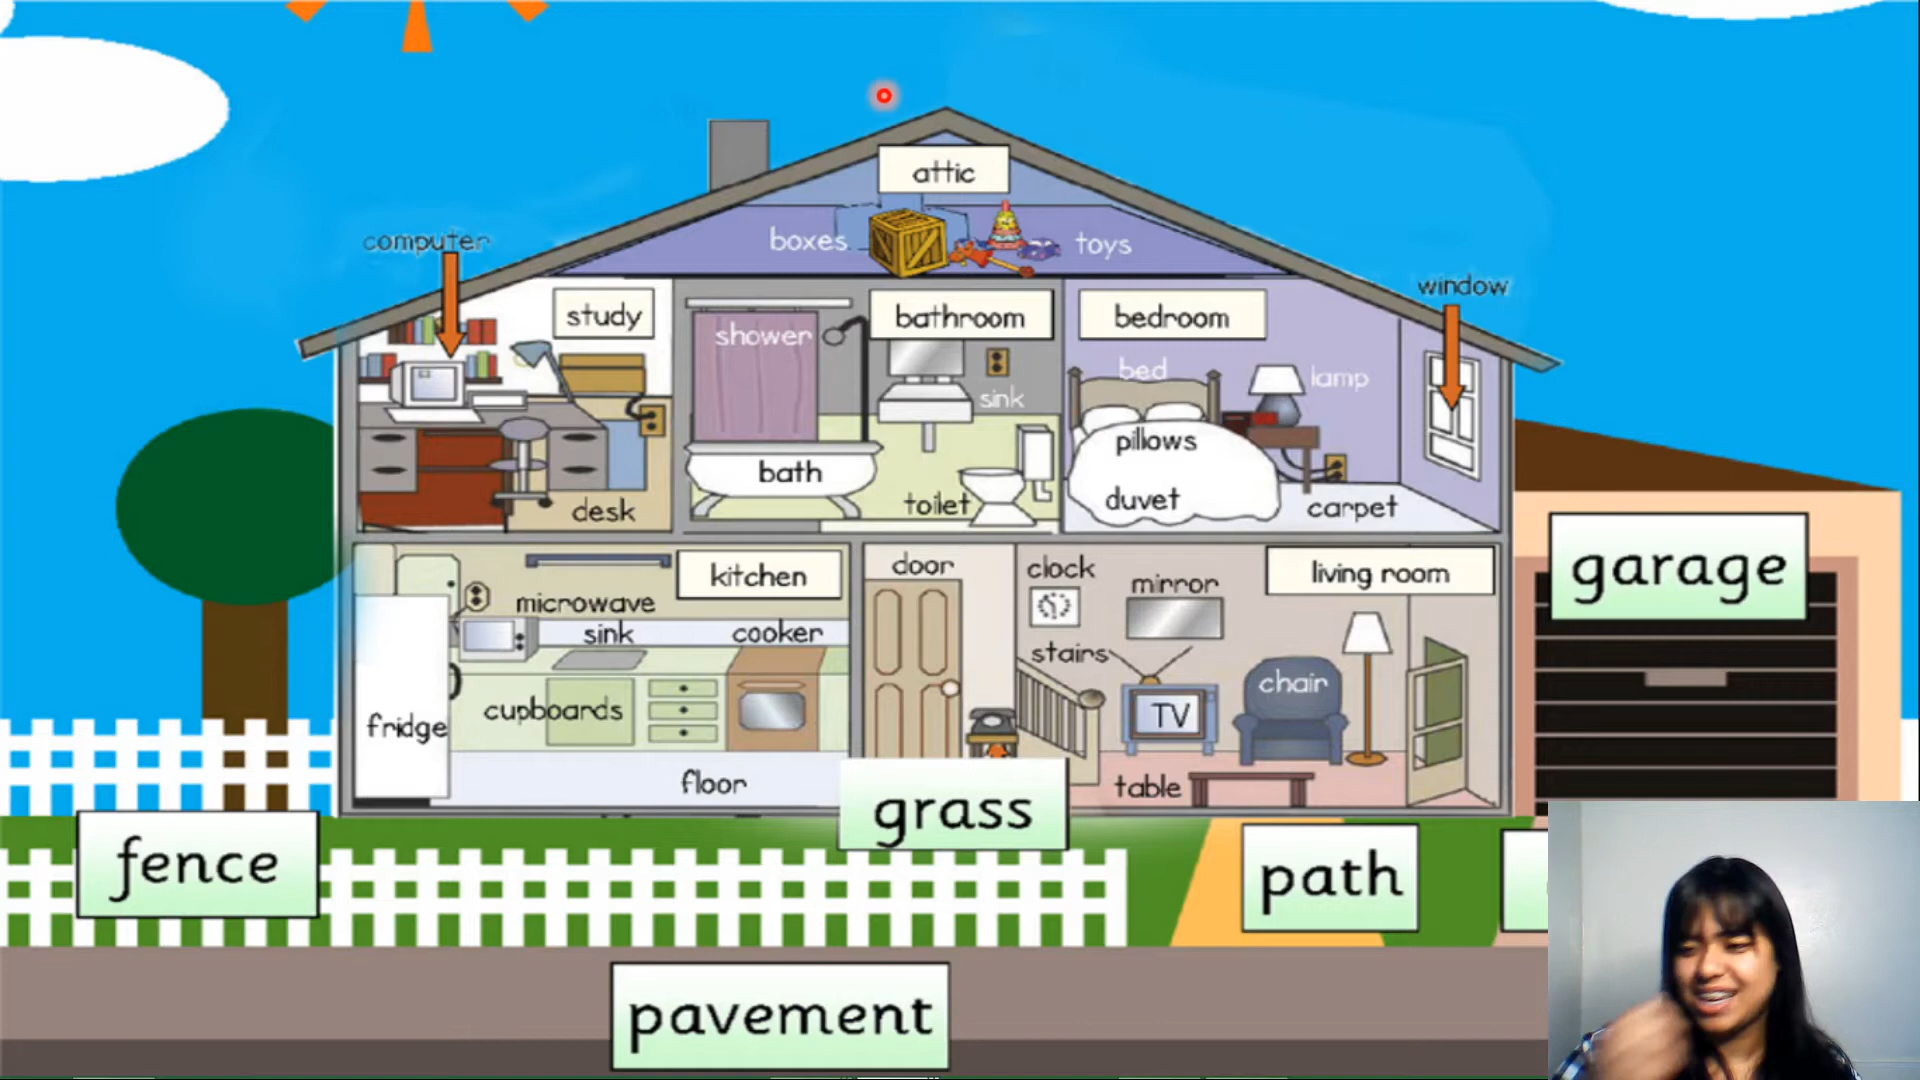 attic
boxes
toys
computer
window
study
shower
bathroom
bedroom
bed
lamp
sink
pillows
bath
duvet
toilet
desk
carpet
kitchen
door
clock
mirror
living room
garage
microwave
sink
cooker
stairs
chair
cupboards
TV
fridge
floor
table
grass
fence
path
pavement